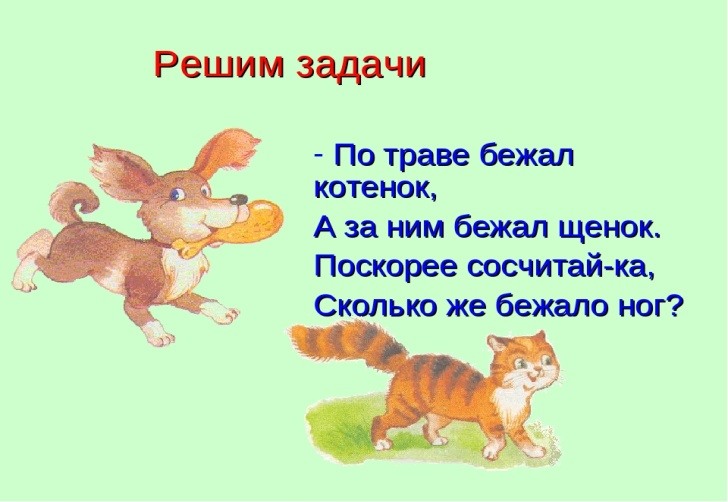 Решим задачи
- По траве бежал
котенок,
А за ним бежал щенок.
Поскорее сосчитай-ка,
Сколько же бежало ног?